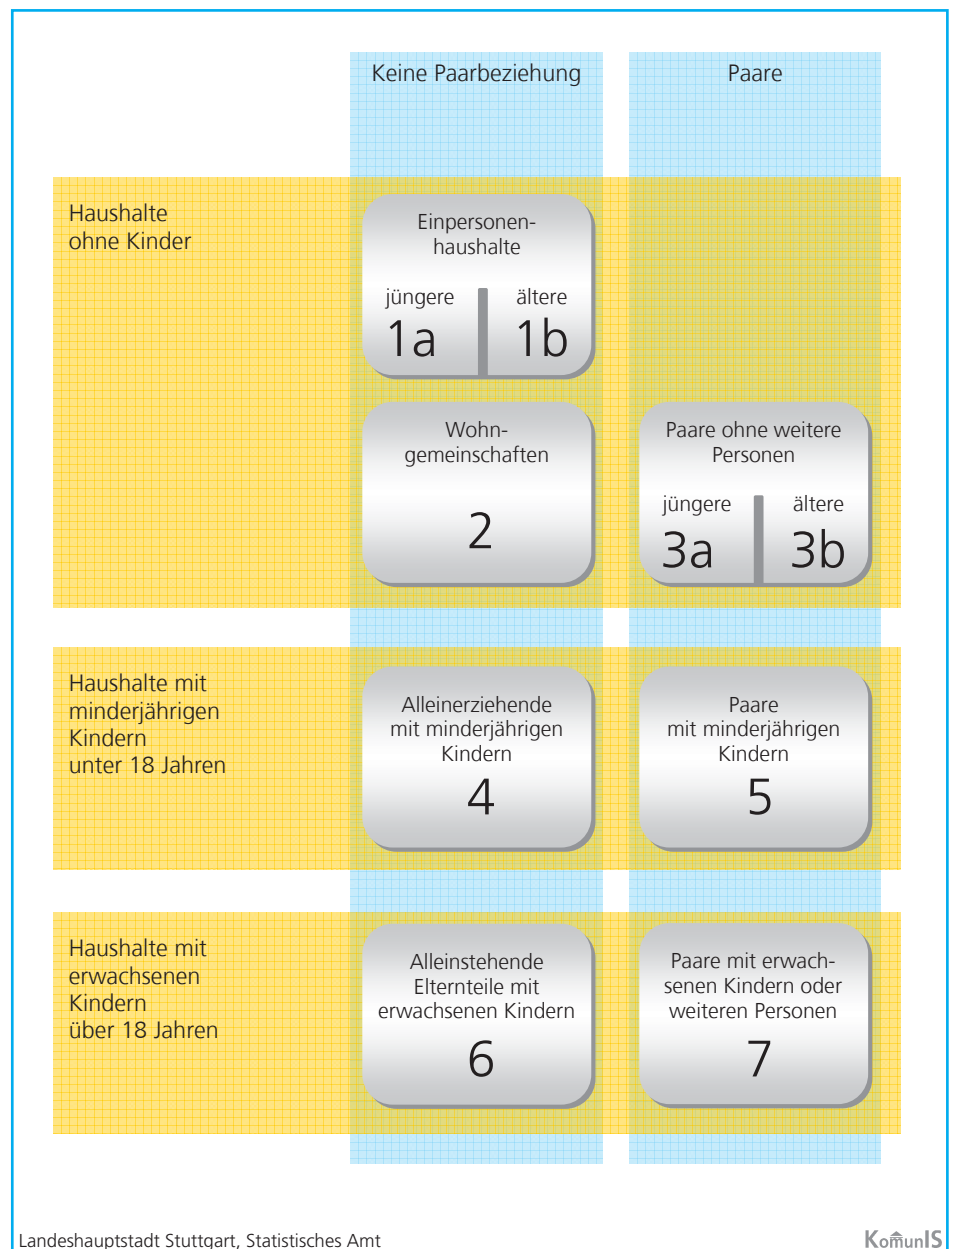 Keine Paarbeziehung
Paare
Haushalte
ohne Kinder
Einpersonen-
haushalte
jüngere
ältere
1a
1b
Wohn-
gemeinschaften
2
Paare ohne weitere
Personen
jüngere
ältere
3a
3b
Haushalte mit
minderjährigen
Kindern
unter 18 Jahren
Alleinerziehende
mit minderjährigen
Kindern
4
Paare
mit minderjährigen
Kindern
5
Haushalte mit
erwachsenen
Kindern
über 18 Jahren
Alleinstehende
Elternteile mit
erwachsenen Kindern
6
Paare mit erwach-
senen Kindern oder
weiteren Personen
7
Landeshauptstadt Stuttgart, Statistisches Amt
KomunIS